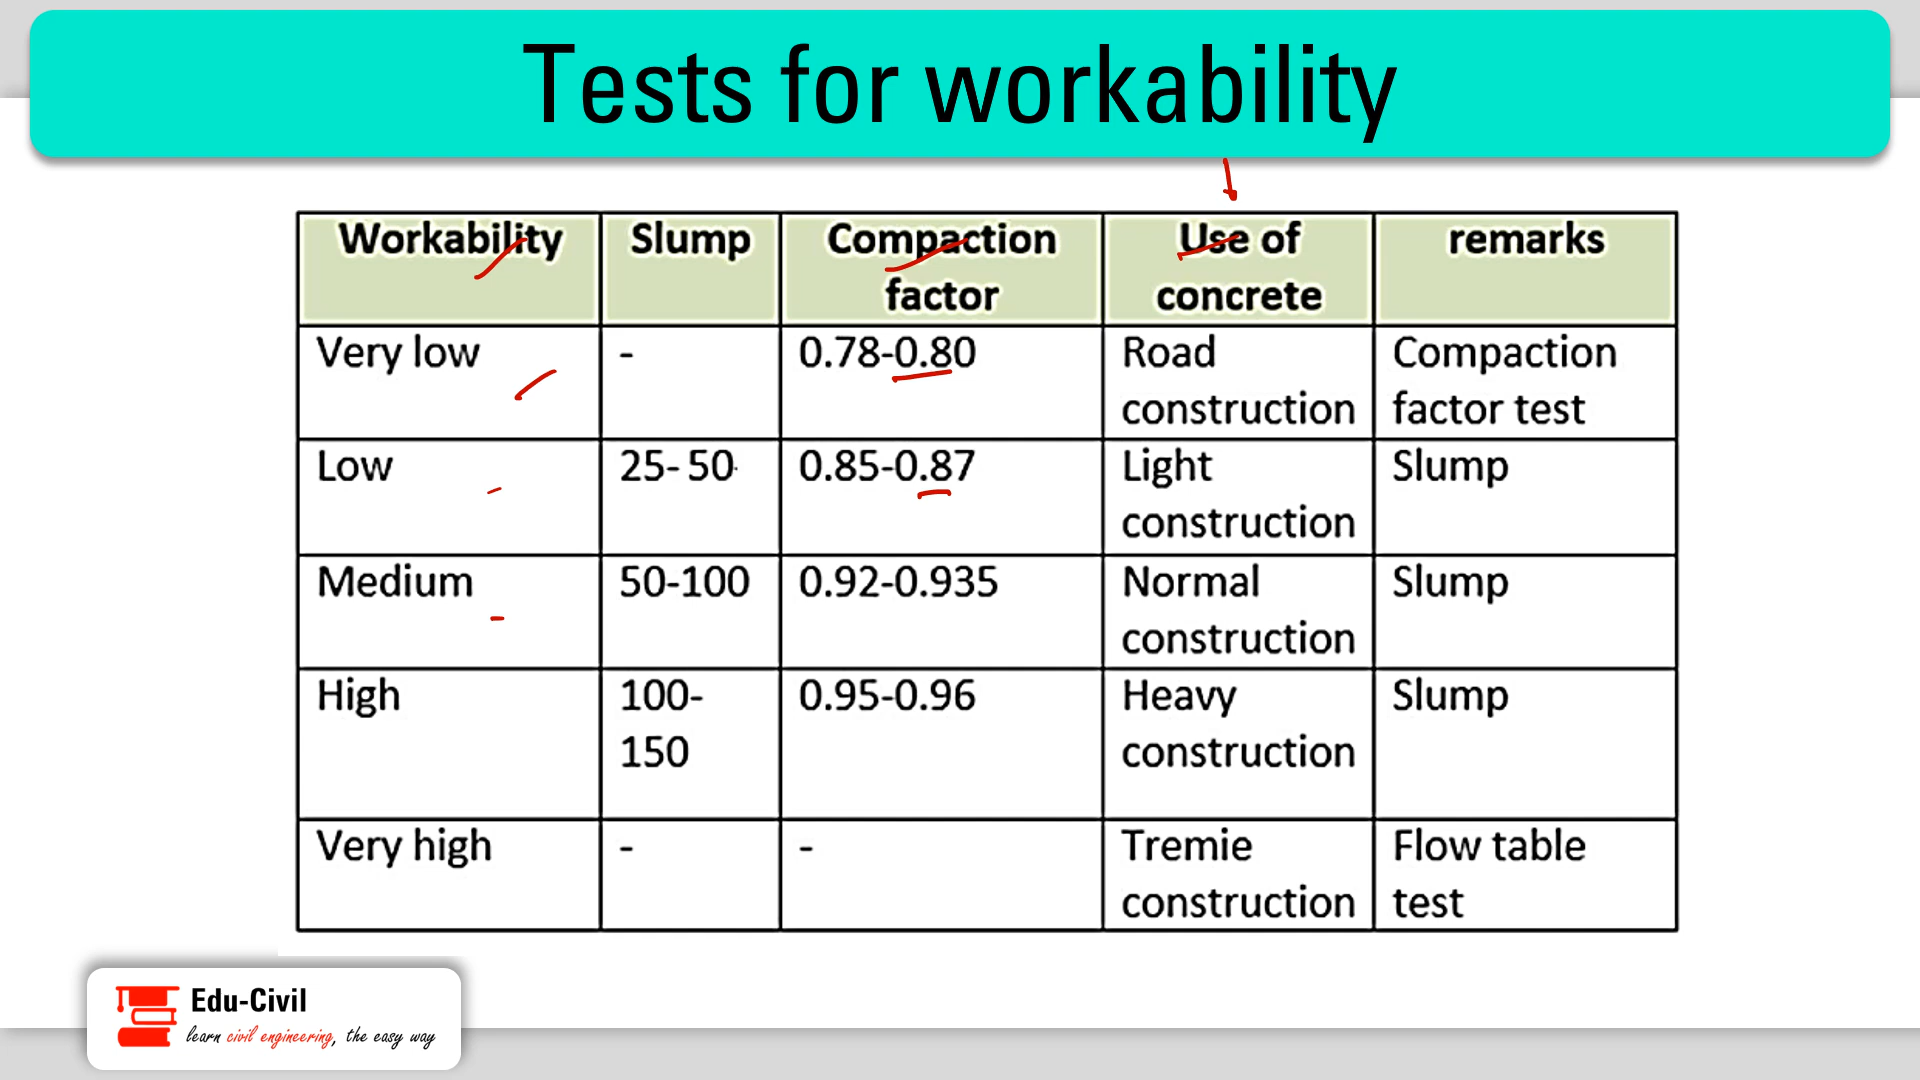 Tests for workability
Workability Slump Compaction factor Use of concrete remarks
Very low - 0.78-0.80 Road construction Compaction factor test
Low 25- 50 0.85-0.87 Light construction Slump
Medium 50-100 0.92-0.935 Normal construction Slump
High 100-150 0.95-0.96 Heavy construction Slump
Very high - - Tremie construction Flow table test
Edu-Civil
learn civil engineering, the easy way